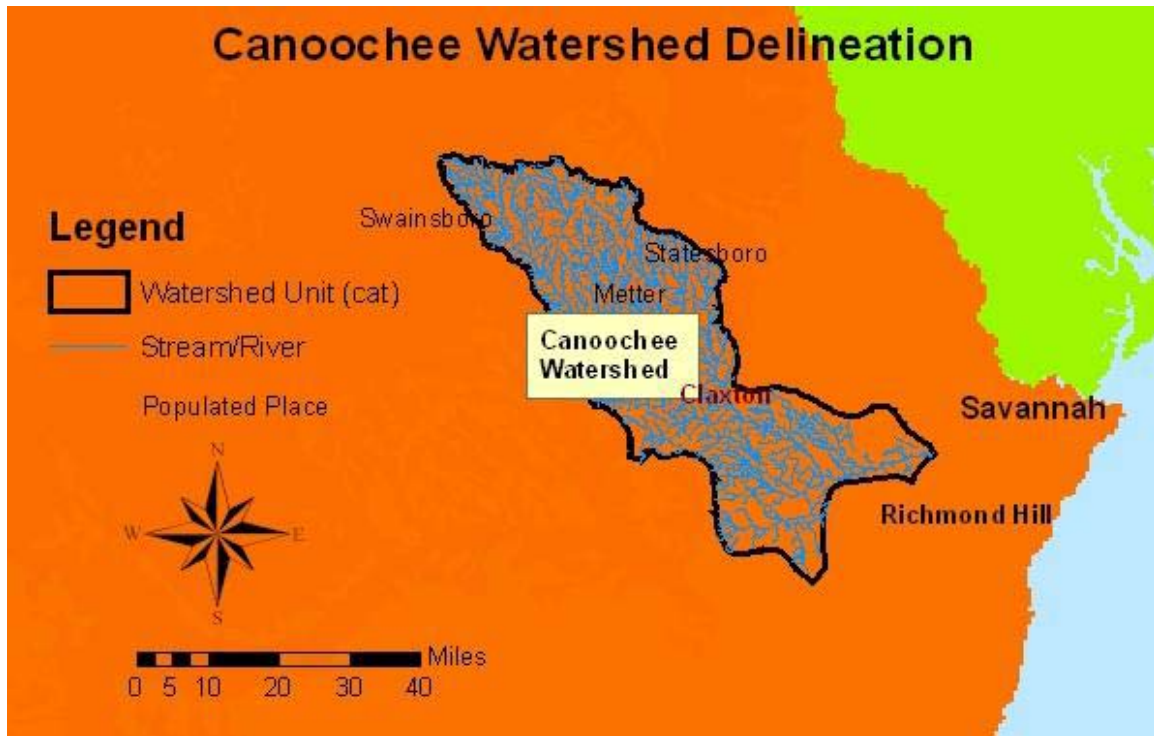 Canoochee Watershed Delineation
Legend
Watershed Unit (cat)
Stream/River
Populated Place
N
W
E
S
Miles
0 5 10 20 30 40
Swainsboro
Statesboro
Metter
Canoochee
Watershed
Claxton
Savannah
Richmond Hill